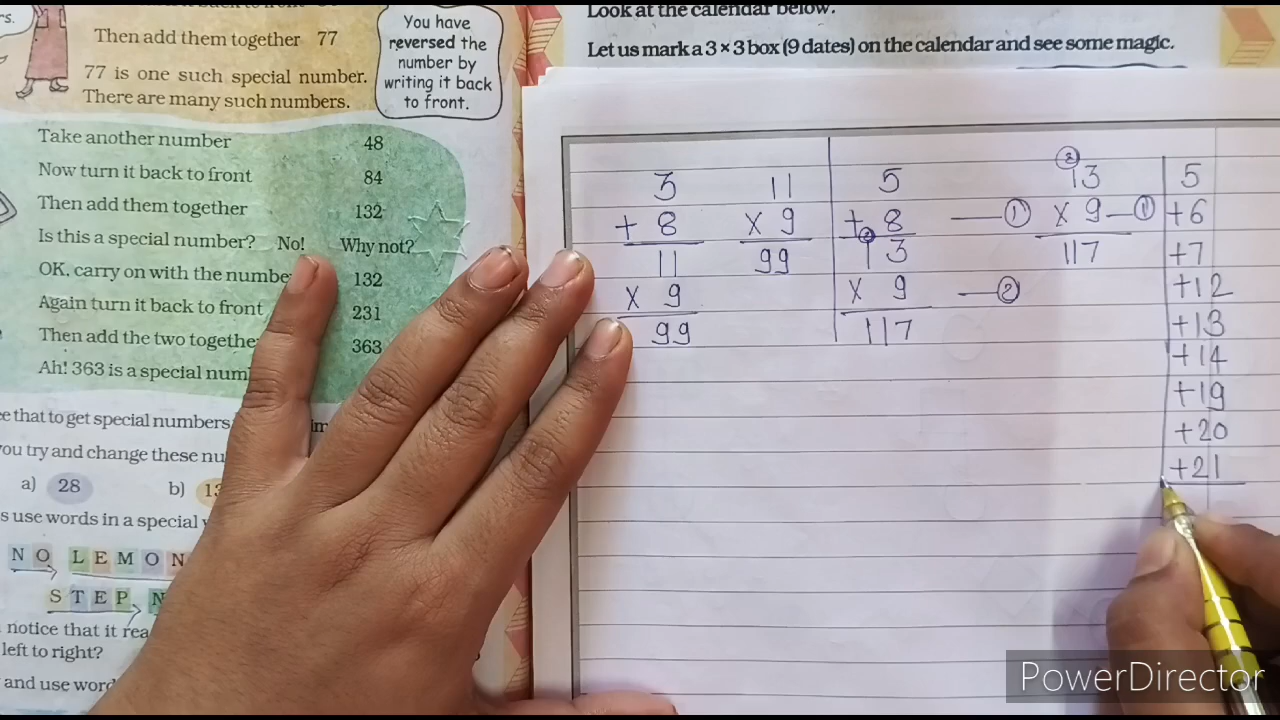 Then add them together 77
77 is one such special number.
There are many such numbers.
You have
reversed the
number by
writing it back
to front.
Take another number 48
Now turn it back to front 84
Then add them together 132
Is this a special number? No! Why not?
OK, carry on with the 132
Again turn it back to front 231
Then add the two 363
Ah! 363 is a special
that to get special numbers
you try and change these
a) 28 b)
use words in a special
NO LEMON
STEP N
notice that it
left to right?
and use
Look at the calendar below.
Let us mark a 3 × 3 box (9 dates) on the calendar and see some magic.
3
+ 8
11
x 9
99
11
x 9
99
5
+ 8 — ①
13
x 9 — ②
117
②
13
x 9 — ①
117
5
+6
+7
+12
+13
+14
+19
+20
+21
PowerDirector